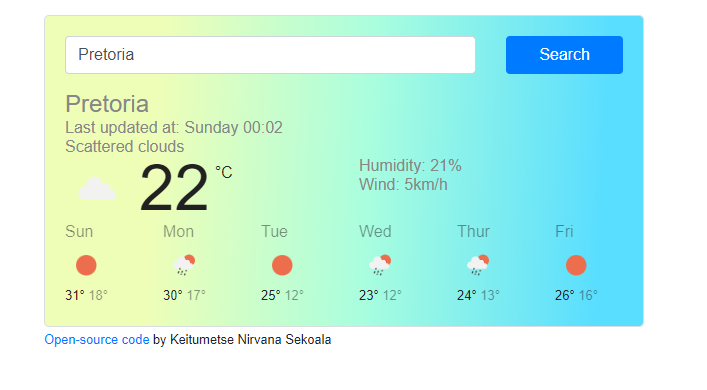 Pretoria Search
Pretoria
Last updated at: Sunday 00:02
Scattered clouds
22 °C
Humidity: 21%
Wind: 5km/h
Sun Mon Tue Wed Thur Fri
31° 18° 30° 17° 25° 12° 23° 12° 24° 13° 26° 16°
Open-source code by Keitumetse Nirvana Sekoala